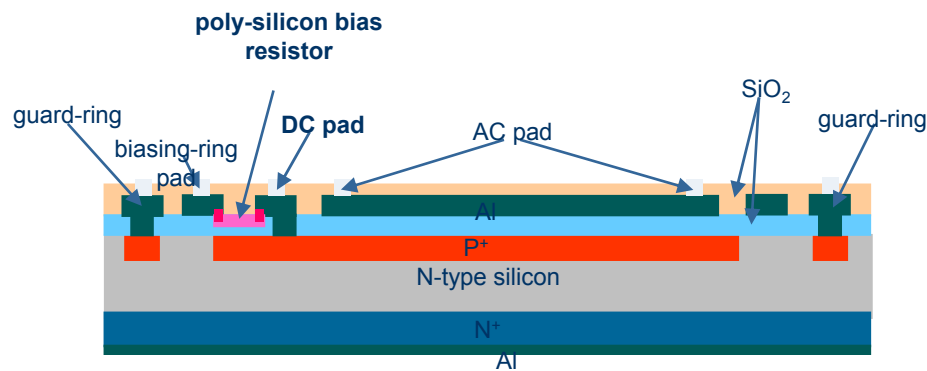 poly-silicon bias
resistor
guard-ring
biasing-ring
pad
DC pad
AC pad
SiO₂
guard-ring
Al
P⁺
N-type silicon
N⁺
Al